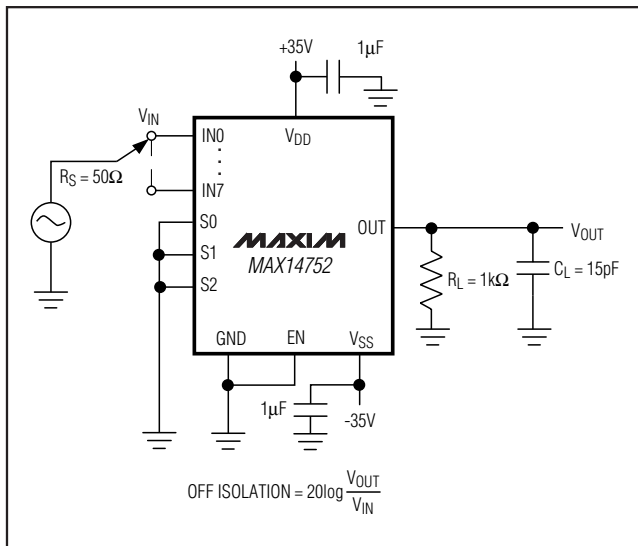 +35V
1µF
V_IN
IN0
V_DD
R_S = 50Ω
IN7
S0
MAXIM
OUT
V_OUT
S1
MAX14752
S2
R_L = 1kΩ
C_L = 15pF
GND
EN
V_SS
1µF
-35V
OFF ISOLATION = 20log V_OUT
V_IN